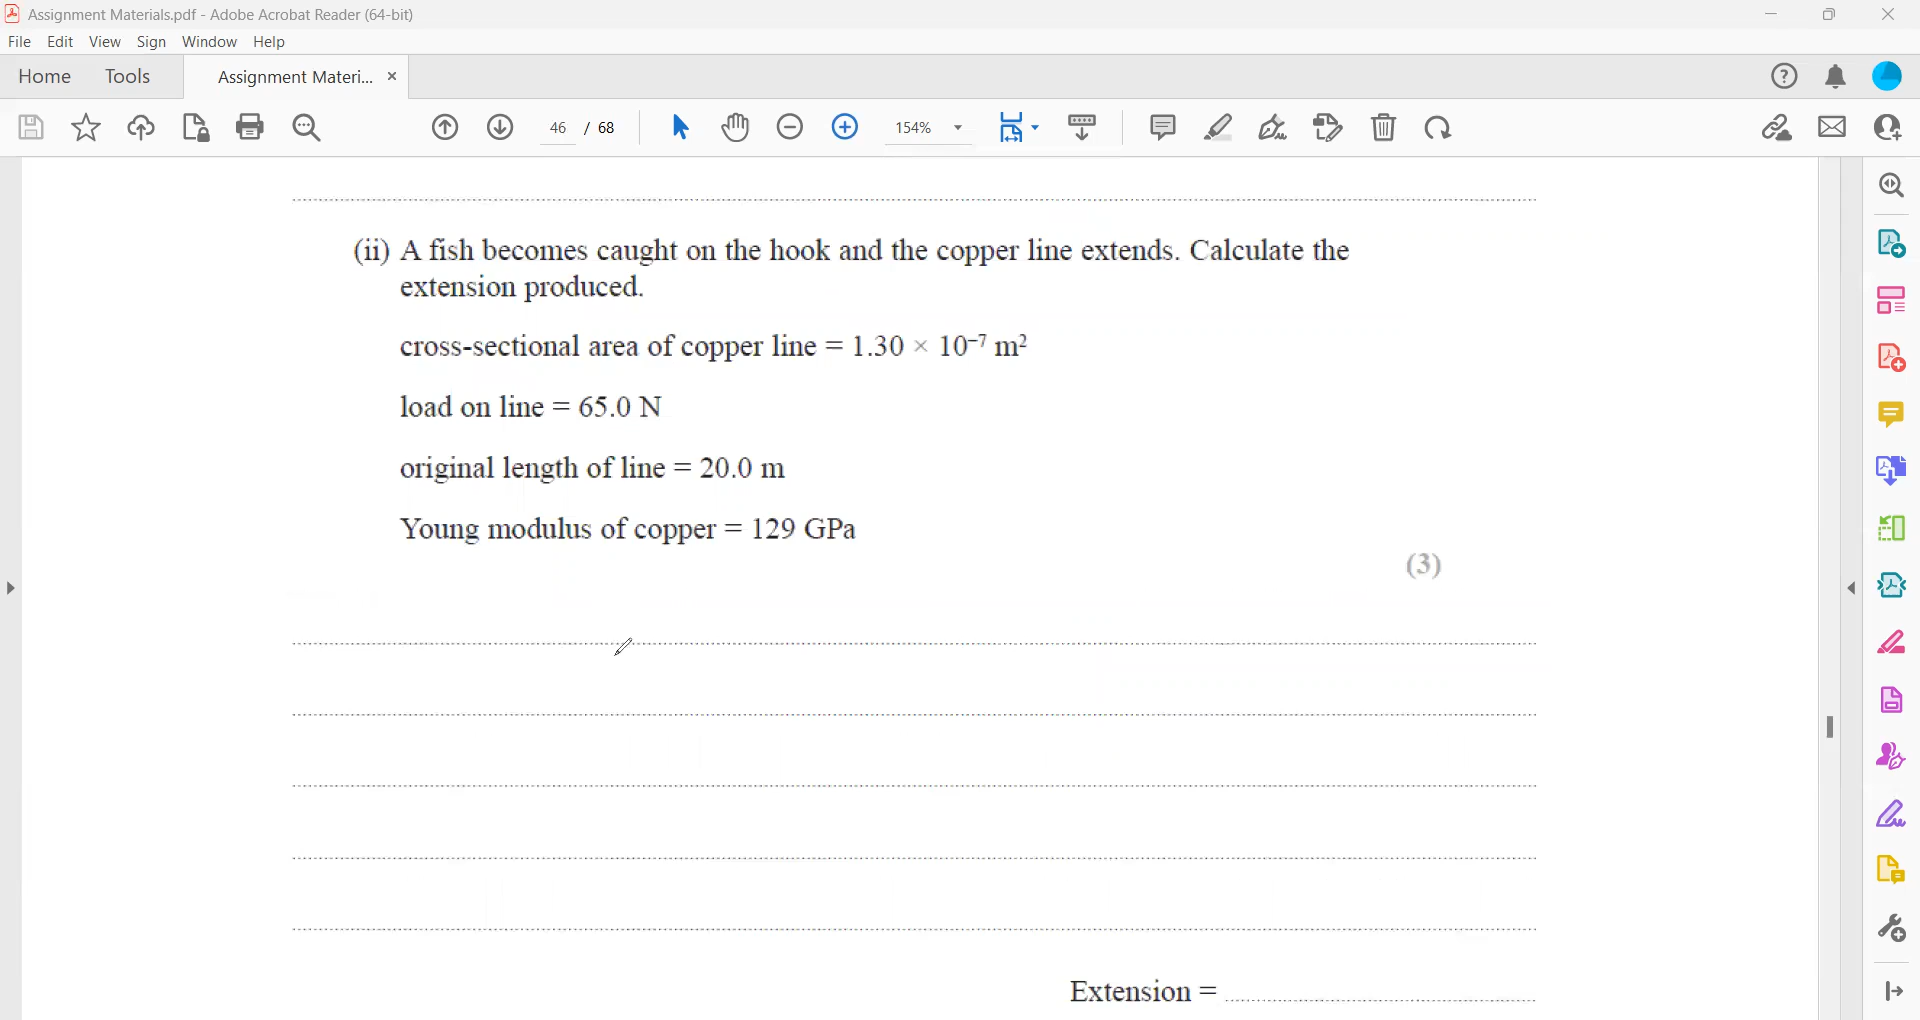 Assignment Materials.pdf - Adobe Acrobat Reader (64-bit)
File Edit View Sign Window Help
Home Tools Assignment Materi... ×
46 / 68 154%
(ii) A fish becomes caught on the hook and the copper line extends. Calculate the
extension produced.
cross-sectional area of copper line = 1.30 × 10⁻⁷ m²
load on line = 65.0 N
original length of line = 20.0 m
Young modulus of copper = 129 GPa
(3)
Extension =